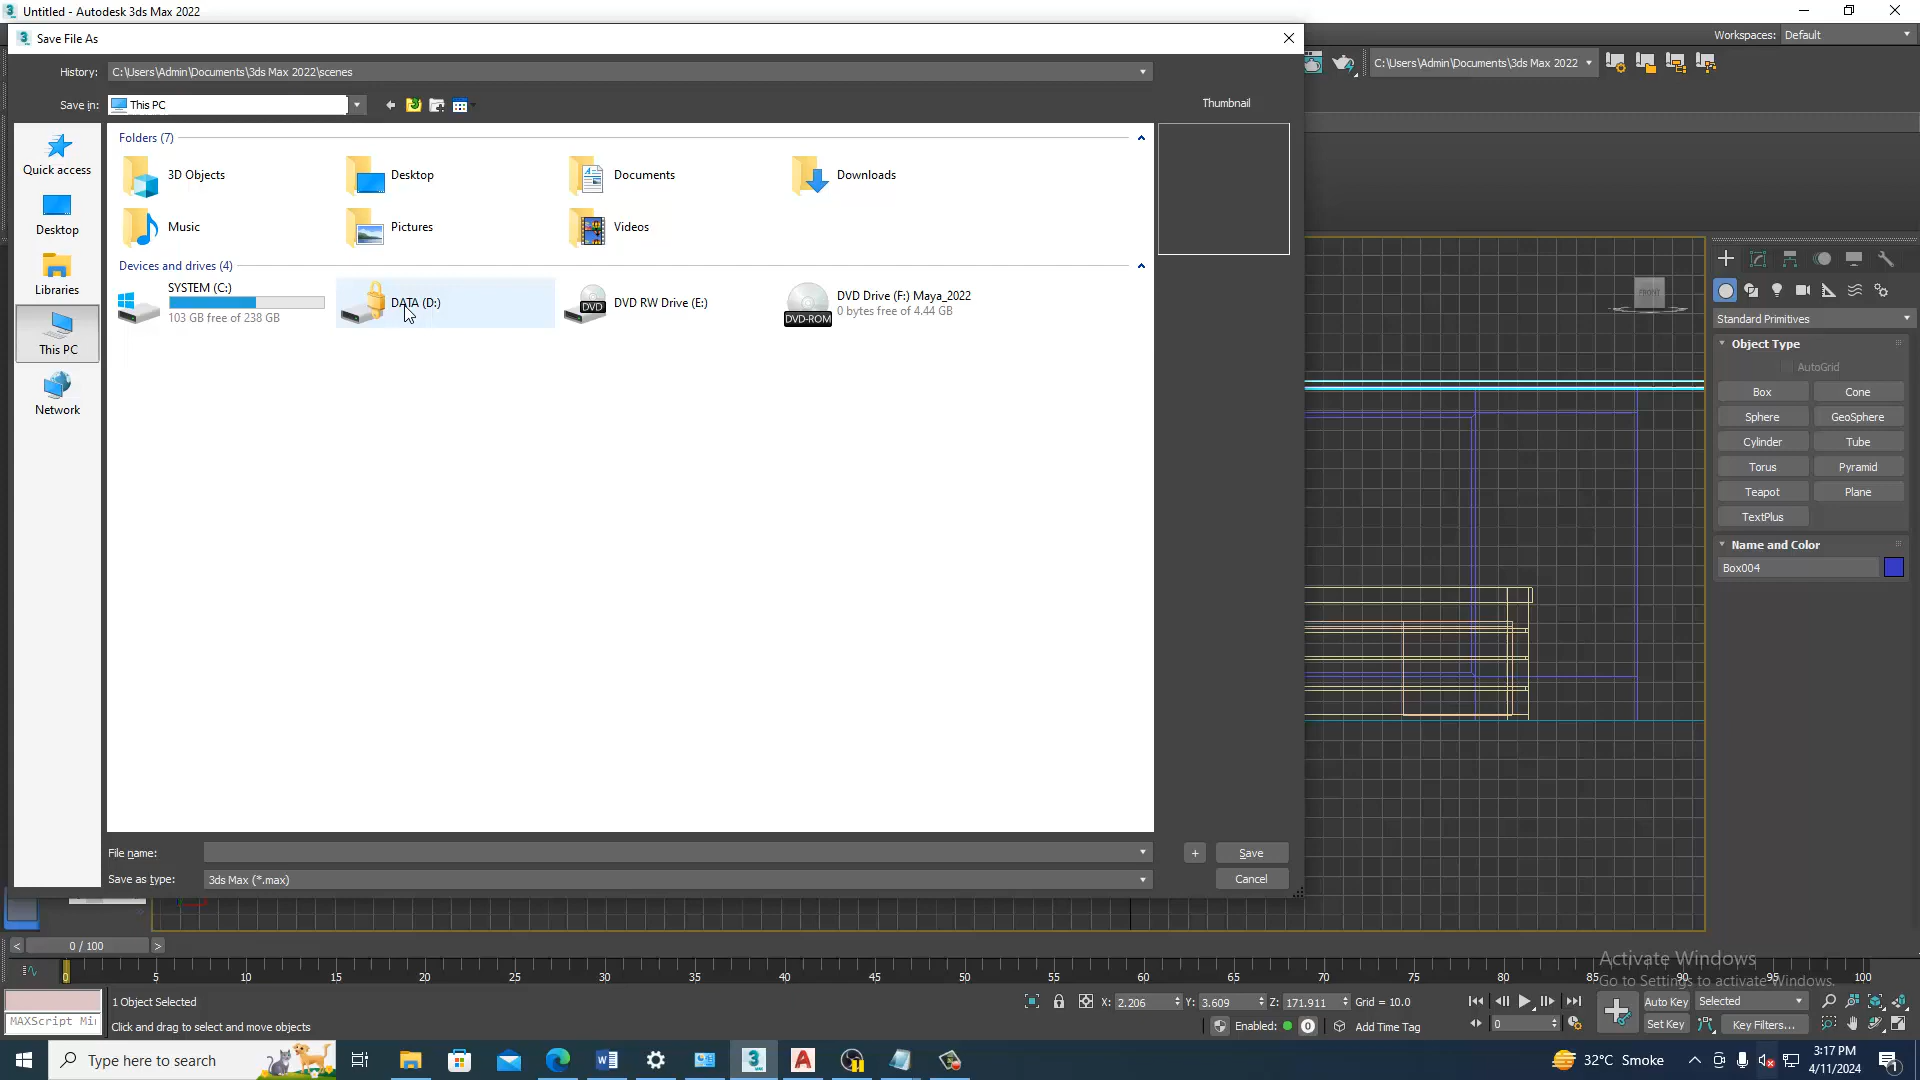 Untitled - Autodesk 3ds Max 2022
Save File As
Workspaces: Default
History: C:\Users\Admin\Documents\3ds Max 2022\scenes
C:\Users\Admin\Documents\3ds Max 2022
Save in: This PC
Thumbnail
Quick access
Desktop
Libraries
This PC
Network
Folders (7)
3D Objects
Desktop
Documents
Downloads
Music
Pictures
Videos
Devices and drives (4)
SYSTEM (C:)
103 GB free of 238 GB
DATA (D:)
DVD RW Drive (E:)
DVD
DVD Drive (F:) Maya_2022
0 bytes free of 4.44 GB
DVD-ROM
FRONT
Standard Primitives
Object Type
AutoGrid
Box Cone
Sphere GeoSphere
Cylinder Tube
Torus Pyramid
Teapot Plane
TextPlus
Name and Color
Box004
File name:
+ Save
Save as type: 3ds Max (*.max)
Cancel
< 0 / 100 >
Activate Windows
Go to Settings to activate Windows.
0 5 10 15 20 25 30 35 40 45 50 55 60 65 70 75 80 85 90 95 100
MAXScript Mi
1 Object Selected
Click and drag to select and move objects
X: 2.206 Y: 3.609 Z: 171.911 Grid = 10.0
Enabled: 0 Add Time Tag
0
Auto Key Selected
Set Key Key Filters...
Type here to search
32°C Smoke
3:17 PM
4/11/2024
1